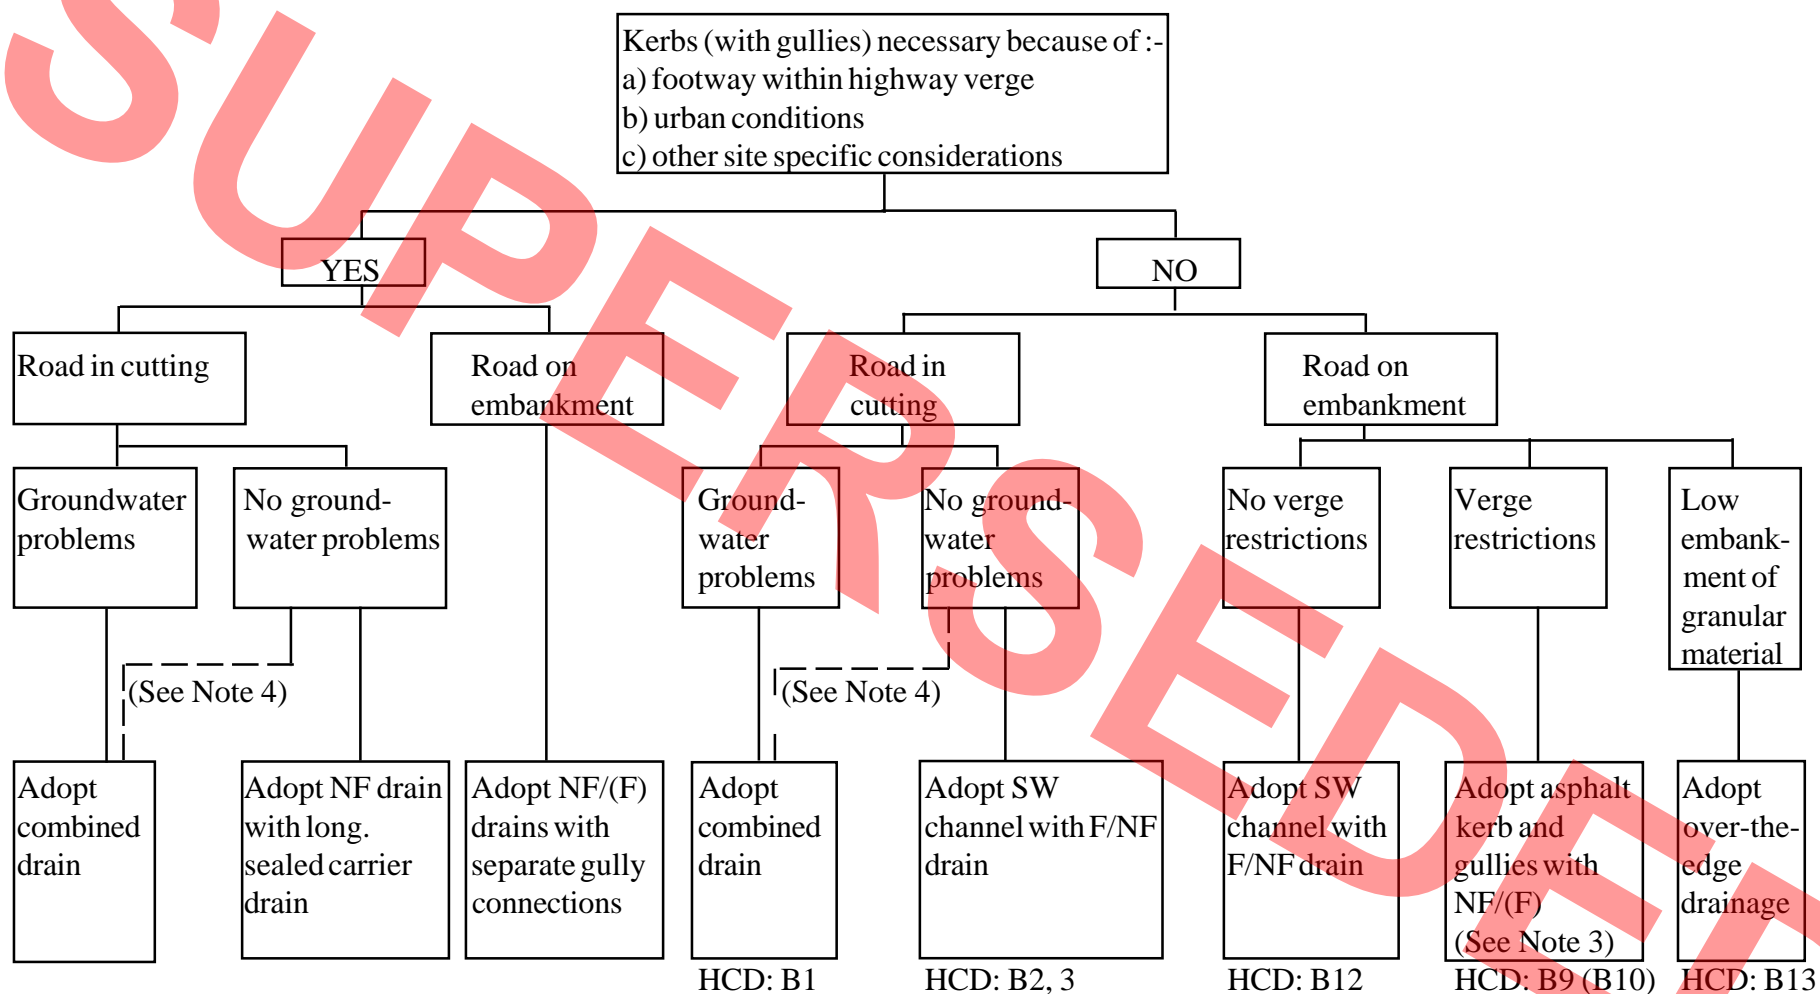 Kerbs (with gullies) necessary because of :-
a) footway within highway verge
b) urban conditions
c) other site specific considerations
YES
NO
Road in cutting
Road on
embankment
Road in
cutting
Road on
embankment
Groundwater
problems
No ground-
water problems
Ground-
water
problems
No ground-
water
problems
No verge
restrictions
Verge
restrictions
Low
embank-
ment of
granular
material
(See Note 4)
(See Note 4)
Adopt
combined
drain
Adopt NF drain
with long.
sealed carrier
drain
Adopt NF/(F)
drains with
separate gully
connections
Adopt
combined
drain
HCD: B1
Adopt SW
channel with F/NF
drain
HCD: B2, 3
Adopt SW
channel with
F/NF drain
HCD: B12
Adopt asphalt
kerb and
gullies with
NF/(F)
(See Note 3)
HCD: B9 (B10)
Adopt
over-the-
edge
drainage
HCD: B13
SUPERSEDED